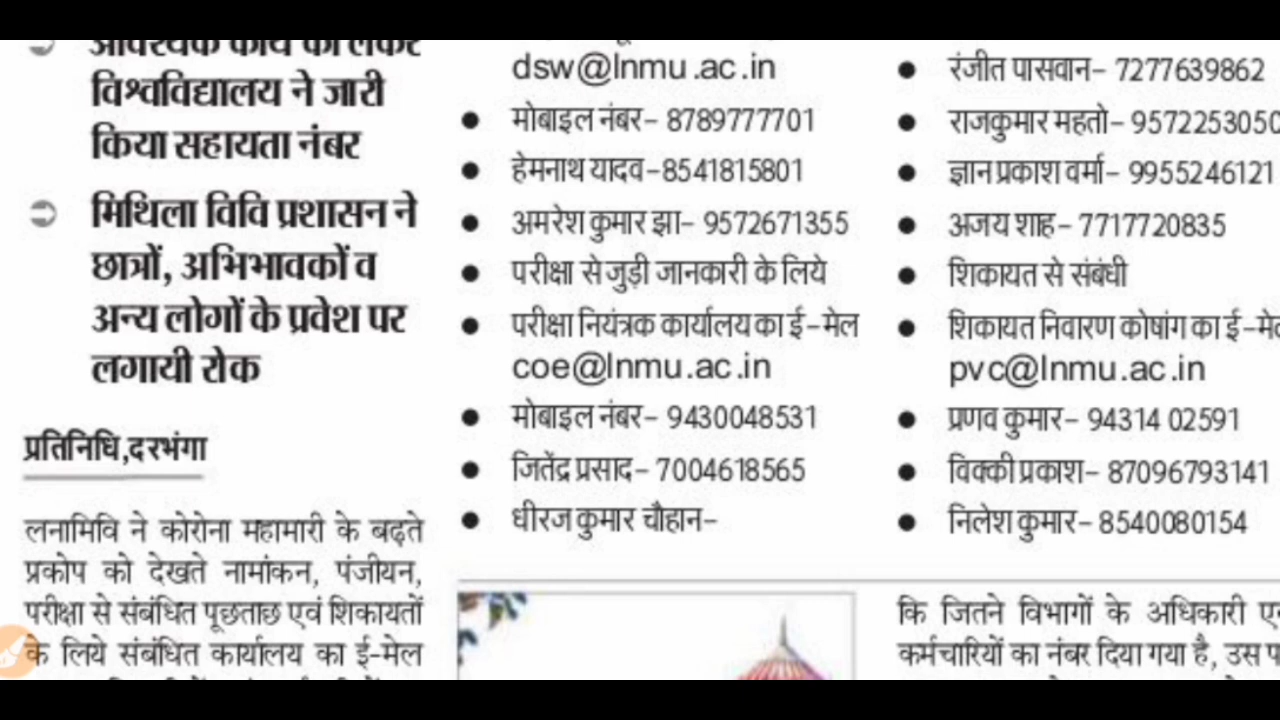 आवश्यक कार्य को लेकर
विश्वविद्यालय ने जारी
किया सहायता नंबर
मिथिला विवि प्रशासन ने
छात्रों, अभिभावकों व
अन्य लोगों के प्रवेश पर
लगायी रोक
प्रतिनिधि,दरभंगा
लनामिवि ने कोरोना महामारी के बढ़ते
प्रकोप को देखते नामांकन, पंजीयन,
परीक्षा से संबंधित पूछताछ एवं शिकायतों
के लिये संबंधित कार्यालय का ई-मेल
dsw@lnmu.ac.in
● मोबाइल नंबर- 8789777701
● हेमनाथ यादव-8541815801
● अमरेश कुमार झा- 9572671355
● परीक्षा से जुड़ी जानकारी के लिये
● परीक्षा नियंत्रक कार्यालय का ई-मेल
coe@lnmu.ac.in
● मोबाइल नंबर- 9430048531
● जितेंद्र प्रसाद- 7004618565
● धीरज कुमार चौहान-
● रंजीत पासवान- 7277639862
● राजकुमार महतो- 9572253050
● ज्ञान प्रकाश वर्मा- 9955246121
● अजय शाह- 7717720835
● शिकायत से संबंधी
● शिकायत निवारण कोषांग का ई-मेल
pvc@lnmu.ac.in
● प्रणव कुमार- 94314 02591
● विक्की प्रकाश- 87096793141
● निलेश कुमार- 8540080154
कि जितने विभागों के अधिकारी
कर्मचारियों का नंबर दिया गया है, उस